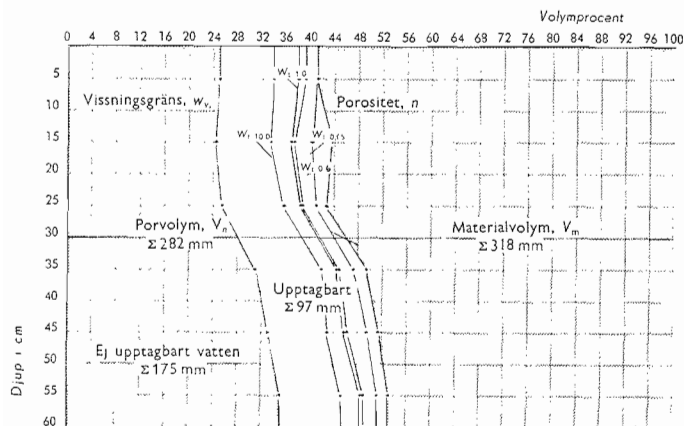 Volymprocent
0 4 8 12 16 20 24 28 32 36 40 44 48 52 56 60 64 68 72 76 80 84 88 92 96 100
5
Vissningsgräns, wv.
Porositet, n
10
15
20
25
Porvolym, Vn
Σ 282 mm
Materialvolym, Vm
Σ 318 mm
30
35
Upptagbart
Σ 97 mm
40
45
Ej upptagbart vatten
Σ 175 mm
50
55
60
Djup i cm